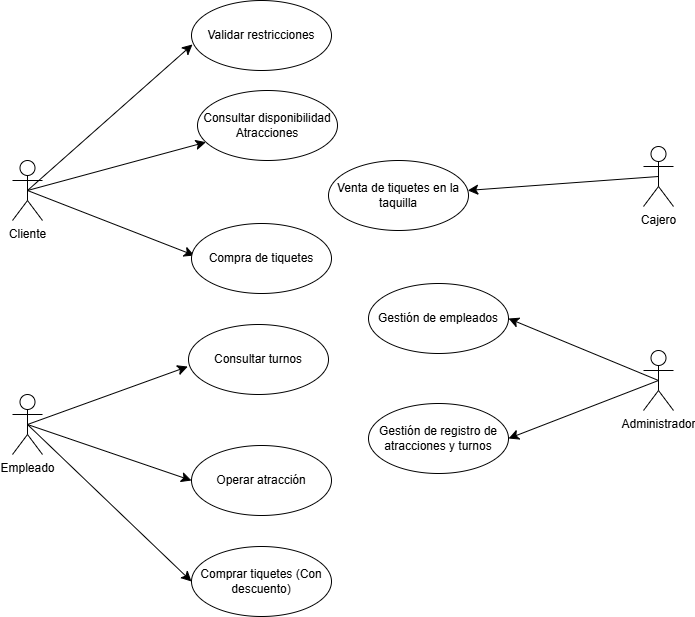 Validar restricciones
Consultar disponibilidad
Atracciones
Cliente
Compra de tiquetes
Venta de tiquetes en la
taquilla
Cajero
Consultar turnos
Empleado
Operar atracción
Comprar tiquetes (Con
descuento)
Gestión de empleados
Administrador
Gestión de registro de
atracciones y turnos